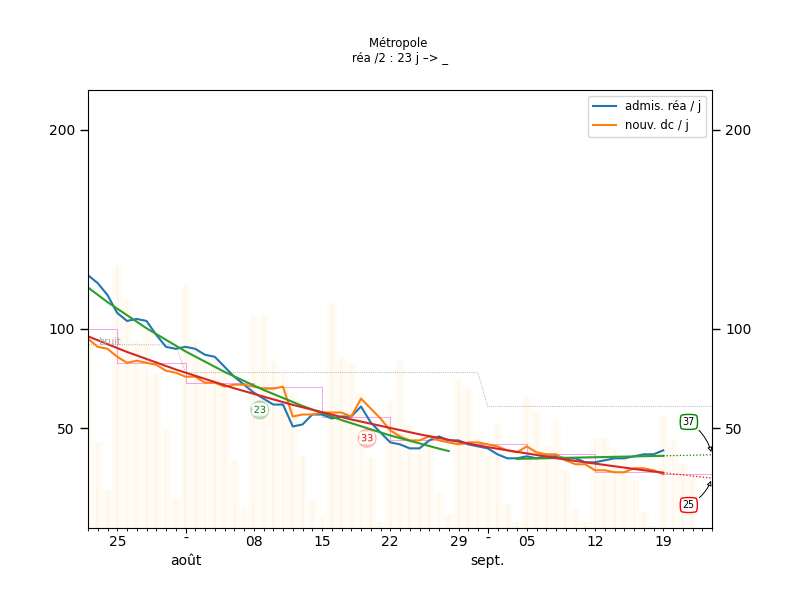 Métropole
réa /2 : 23 j –> _
admis. réa / j
nouv. dc / j
200
200
100
100
bruit
50
50
37
23
33
25
25
-
08
15
22
29
-
05
12
19
août
sept.